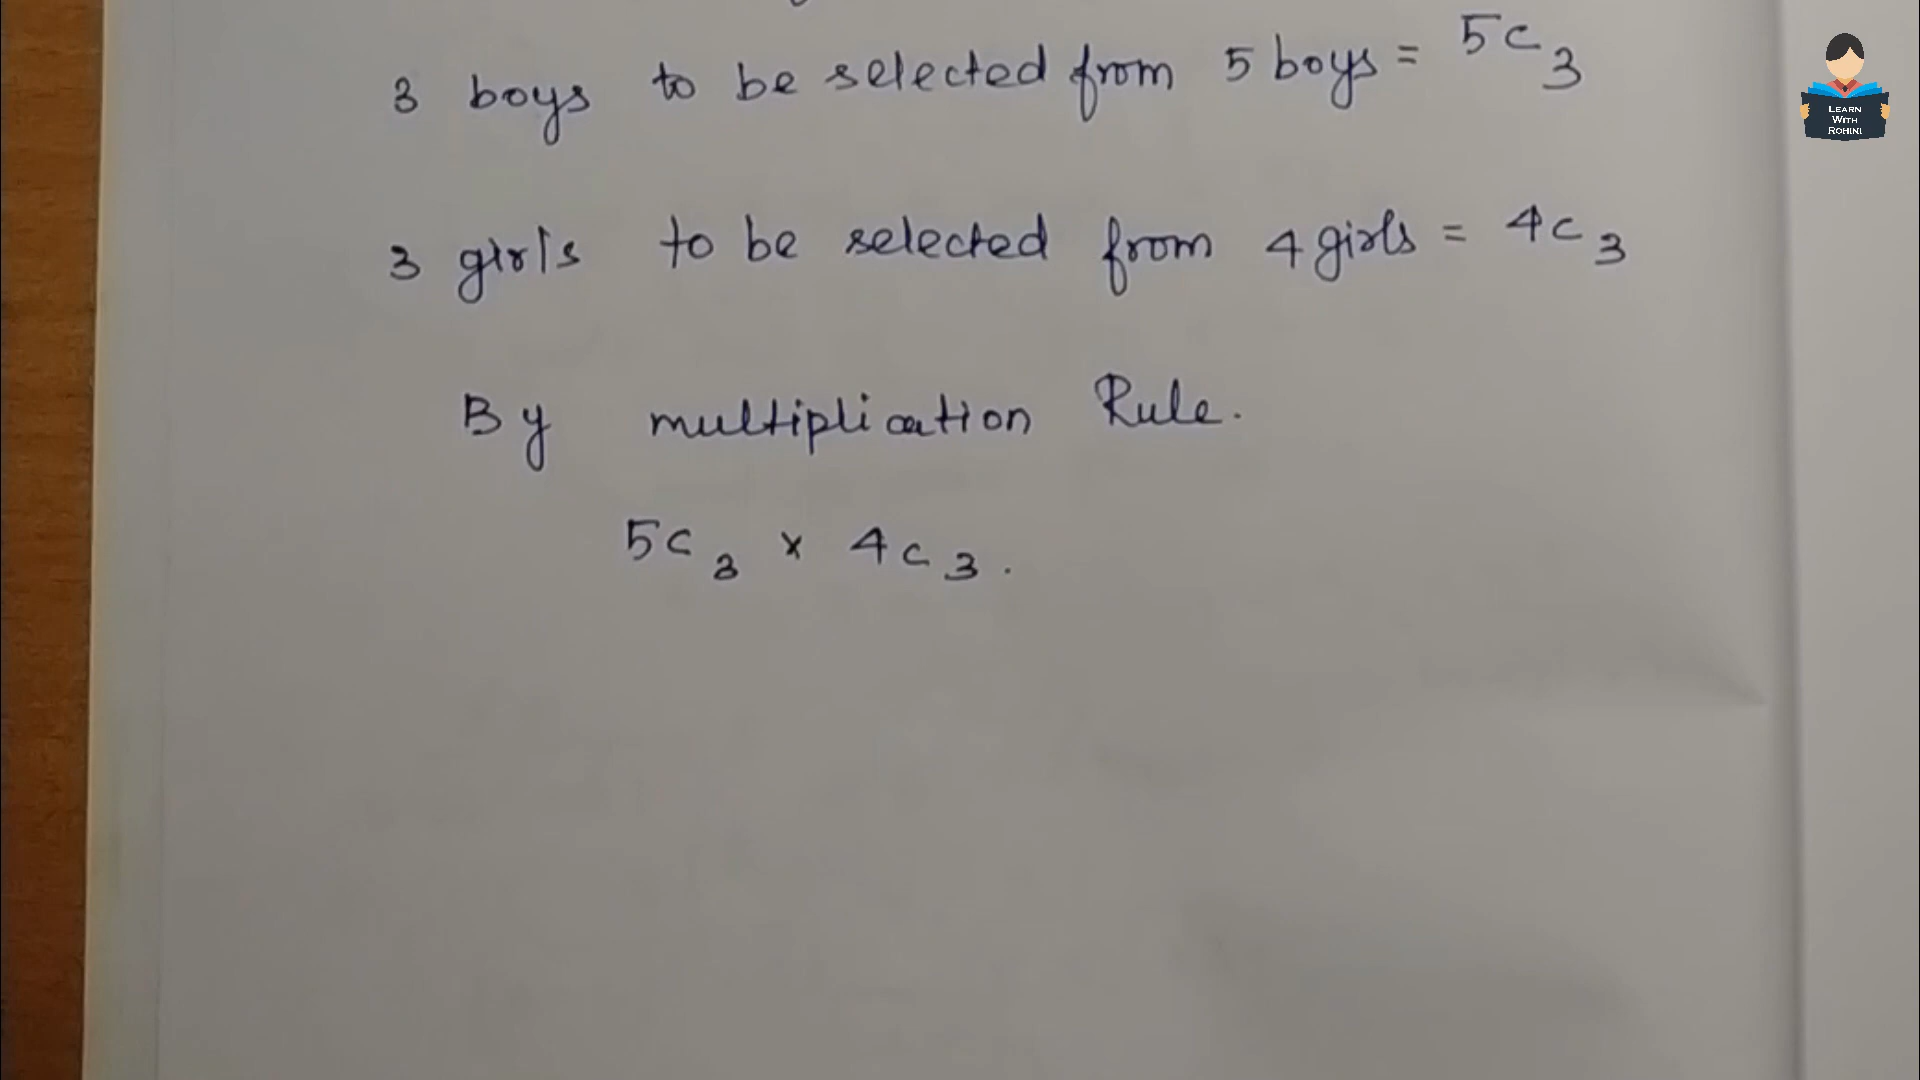 3 boys to be selected from 5 boys = 5C3
3 girls to be selected from 4 girls = 4C3
By multiplication Rule.
5C3 x 4C3.
LEARN
WITH
ROHINI